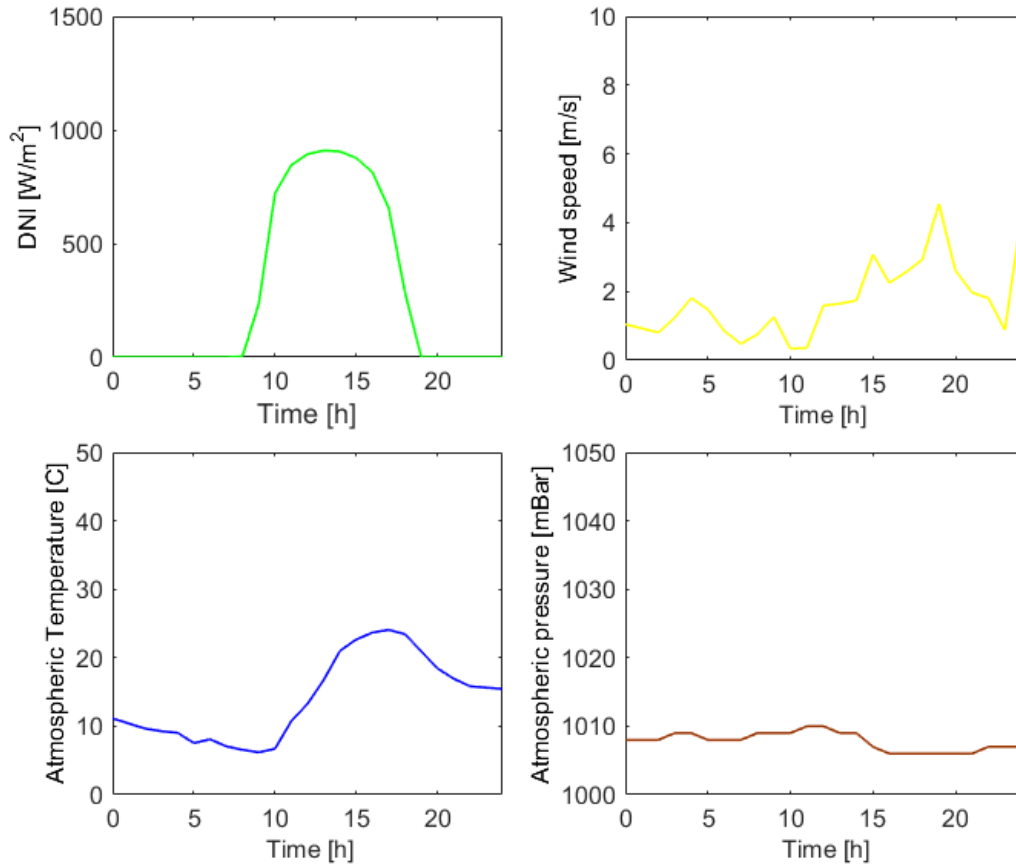 1500
1000
500
0
DNI [W/m²]
0 5 10 15 20
Time [h]
10
8
6
4
2
0
Wind speed [m/s]
0 5 10 15 20
Time [h]
50
40
30
20
10
0
Atmospheric Temperature [C]
0 5 10 15 20
Time [h]
1050
1040
1030
1020
1010
1000
Atmospheric pressure [mBar]
0 5 10 15 20
Time [h]